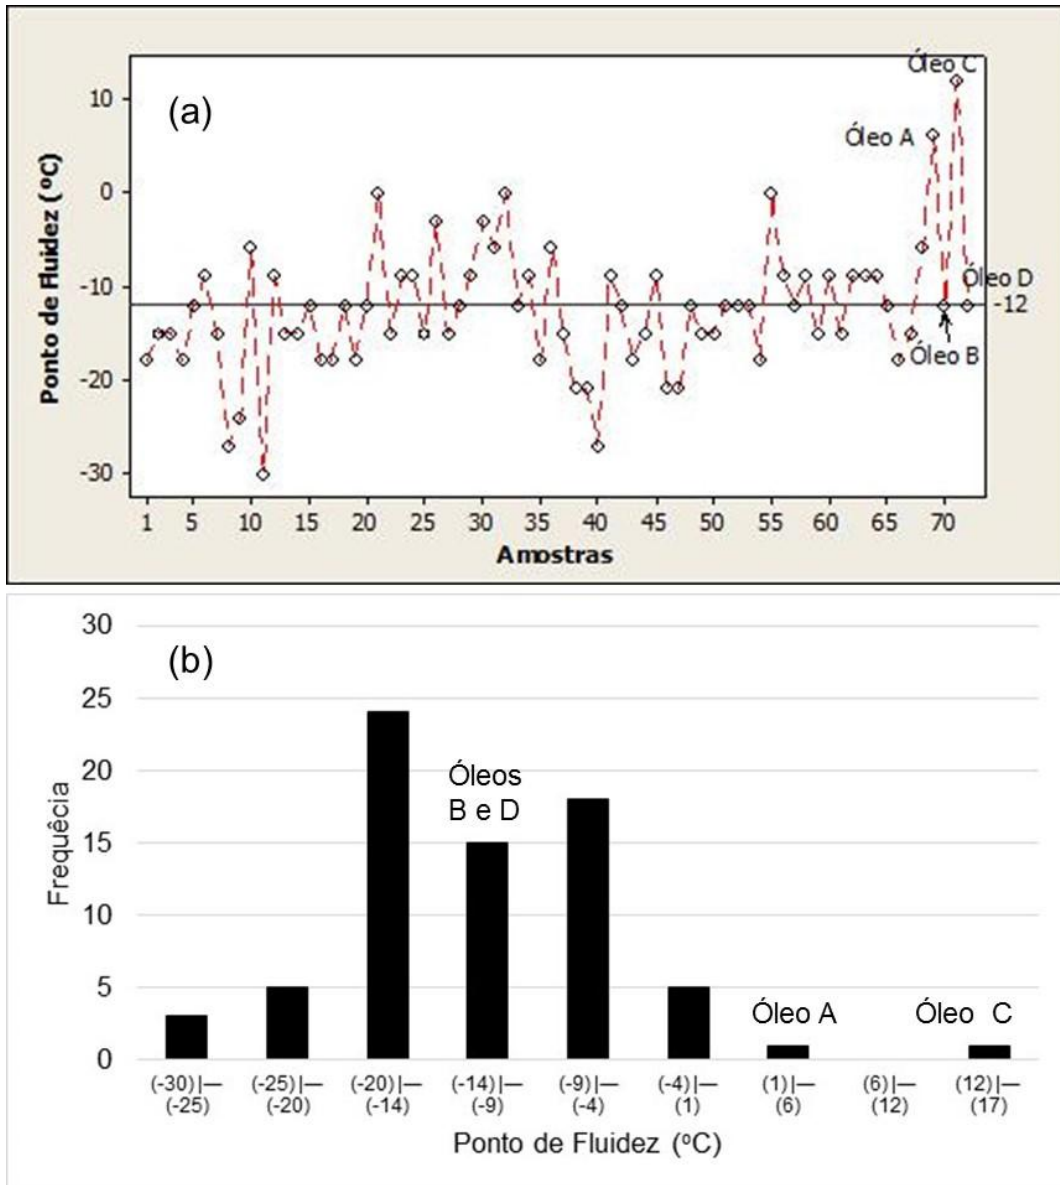 (a)
Óleo C
Óleo A
Óleo D
-12
Óleo B
Ponto de Fluidez (ºC)
10
0
-10
-20
-30
1 5 10 15 20 25 30 35 40 45 50 55 60 65 70
Amostras
(b)
Frequêcia
30
25
20
15
10
5
0
Óleos
B e D
Óleo A
Óleo C
(-30)|— (-25)|— (-20)|— (-14)|— (-9)|— (-4)|— (1)|— (6)|— (12)|—
(-25) (-20) (-14) (-9) (-4) (1) (6) (12) (17)
Ponto de Fluidez (ºC)